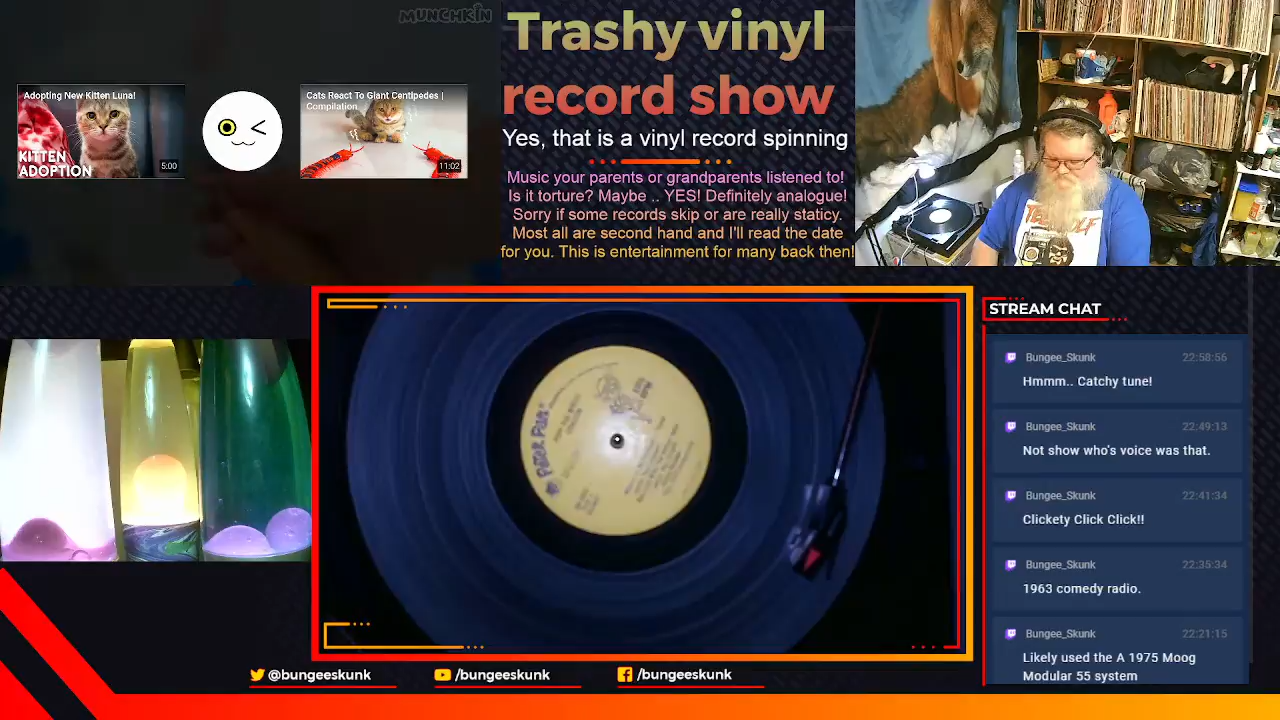 MUNCHKIN
Adopting New Kitten Luna!
KITTEN
ADOPTION
5:00
Cats React To Giant Centipedes |
Compilation
11:02
Trashy vinyl
record show
Yes, that is a vinyl record spinning
Music your parents or grandparents listened to!
Is it torture? Maybe .. YES! Definitely analogue!
Sorry if some records skip or are really staticy.
Most all are second hand and I'll read the date
for you. This is entertainment for many back then!
PETER PAN
STREAM CHAT
Bungee_Skunk 22:58:56
Hmmm.. Catchy tune!
Bungee_Skunk 22:49:13
Not show who's voice was that.
Bungee_Skunk 22:41:34
Clickety Click Click!!
Bungee_Skunk 22:35:34
1963 comedy radio.
Bungee_Skunk 22:21:15
Likely used the A 1975 Moog
Modular 55 system
@bungeeskunk
/bungeeskunk
/bungeeskunk